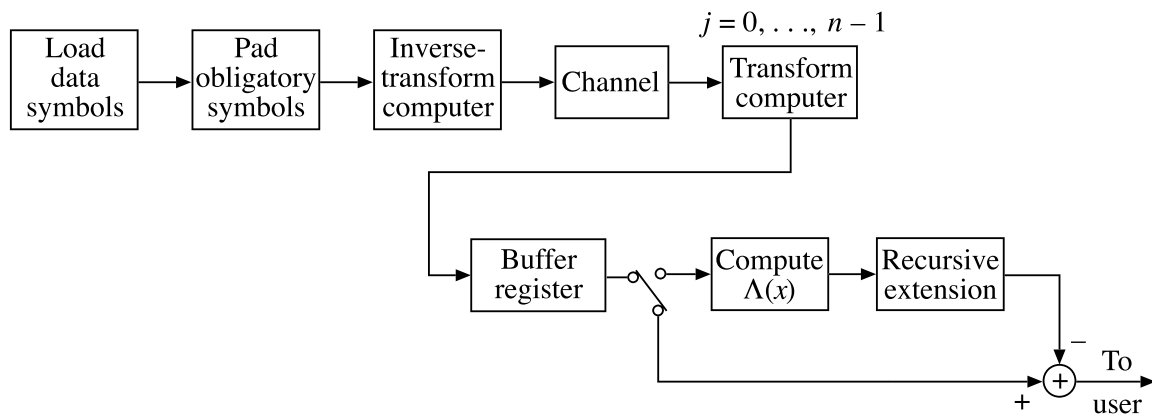 j = 0, . . ., n – 1
Load
data
symbols
Pad
obligatory
symbols
Inverse-
transform
computer
Channel
Transform
computer
Buffer
register
Compute
Λ(x)
Recursive
extension
–
+
+
To
user